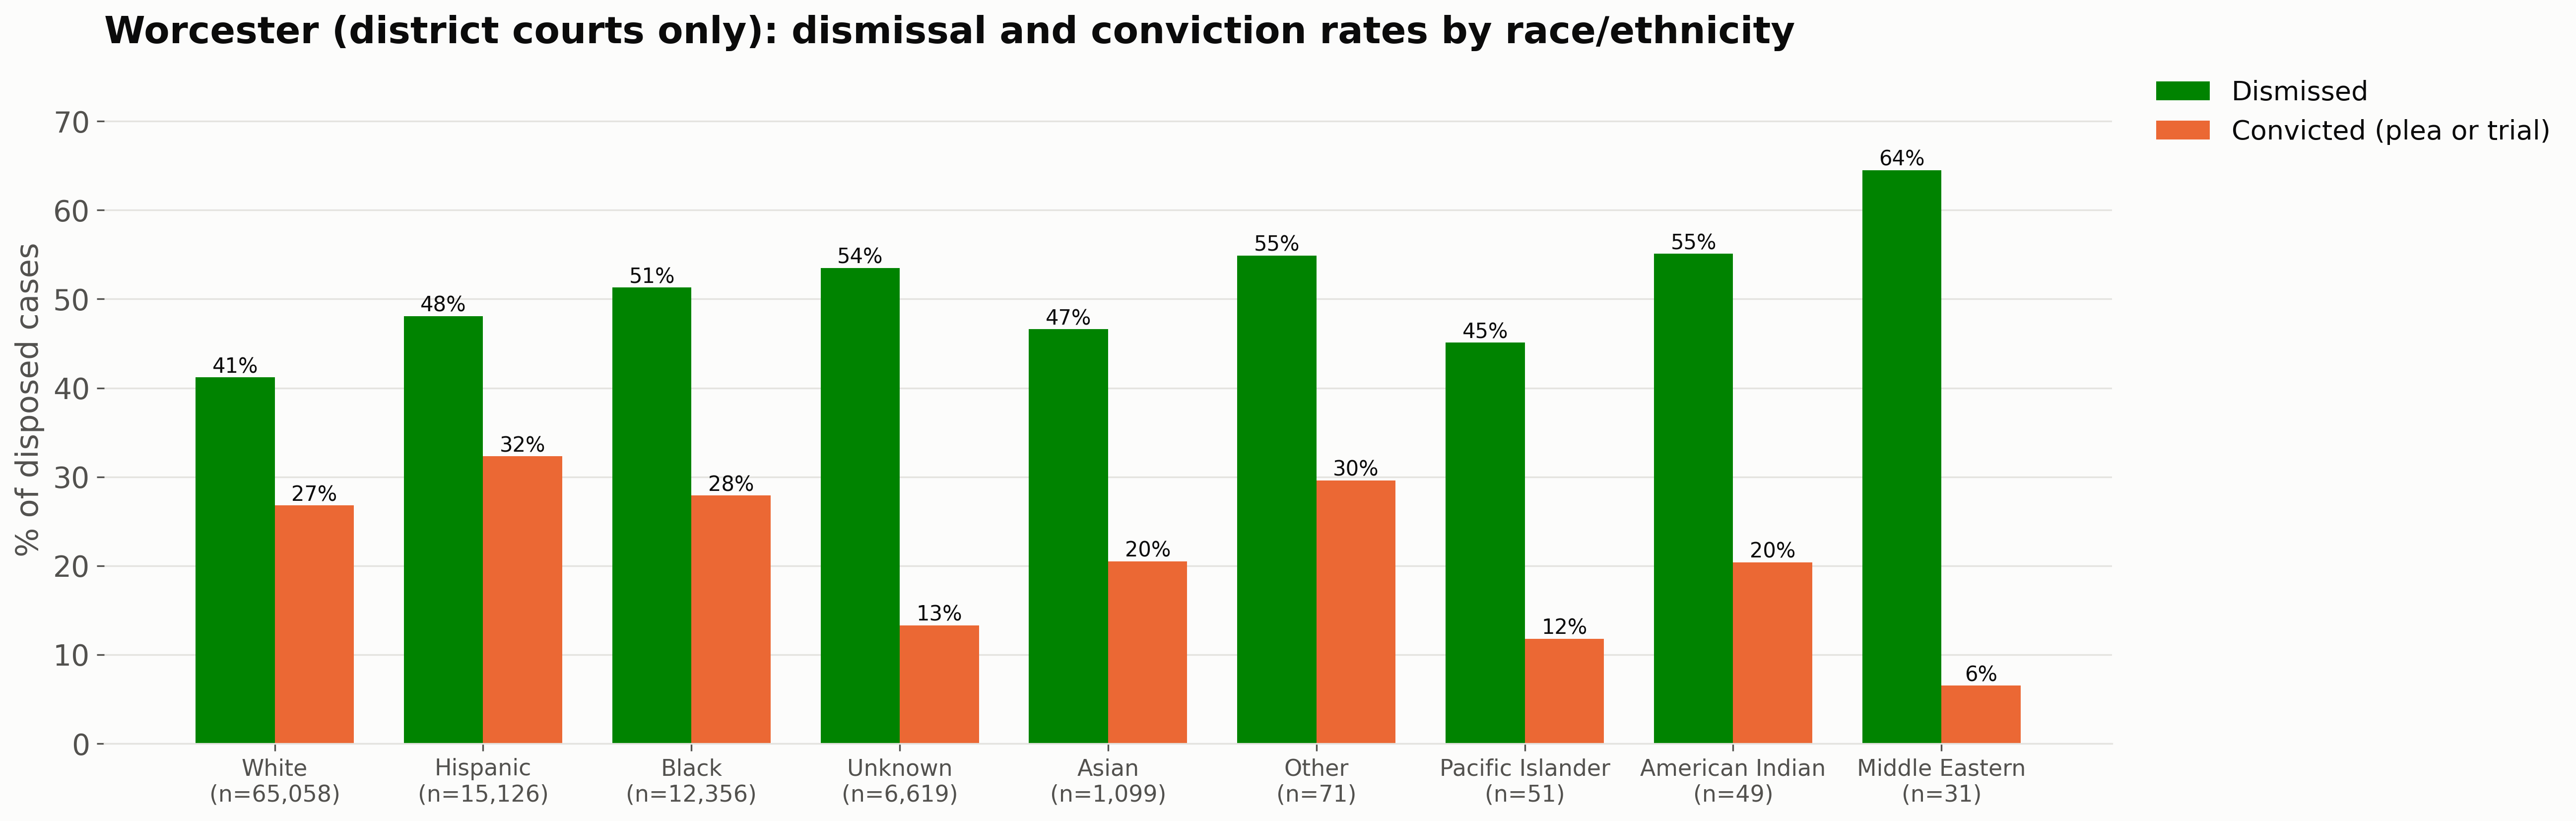 Worcester (district courts only): dismissal and conviction rates by race/ethnicity
Dismissed
Convicted (plea or trial)
% of disposed cases
70
60
50
40
30
20
10
0
41%
27%
48%
32%
51%
28%
54%
13%
47%
20%
55%
30%
45%
12%
55%
20%
64%
6%
White
(n=65,058)
Hispanic
(n=15,126)
Black
(n=12,356)
Unknown
(n=6,619)
Asian
(n=1,099)
Other
(n=71)
Pacific Islander
(n=51)
American Indian
(n=49)
Middle Eastern
(n=31)